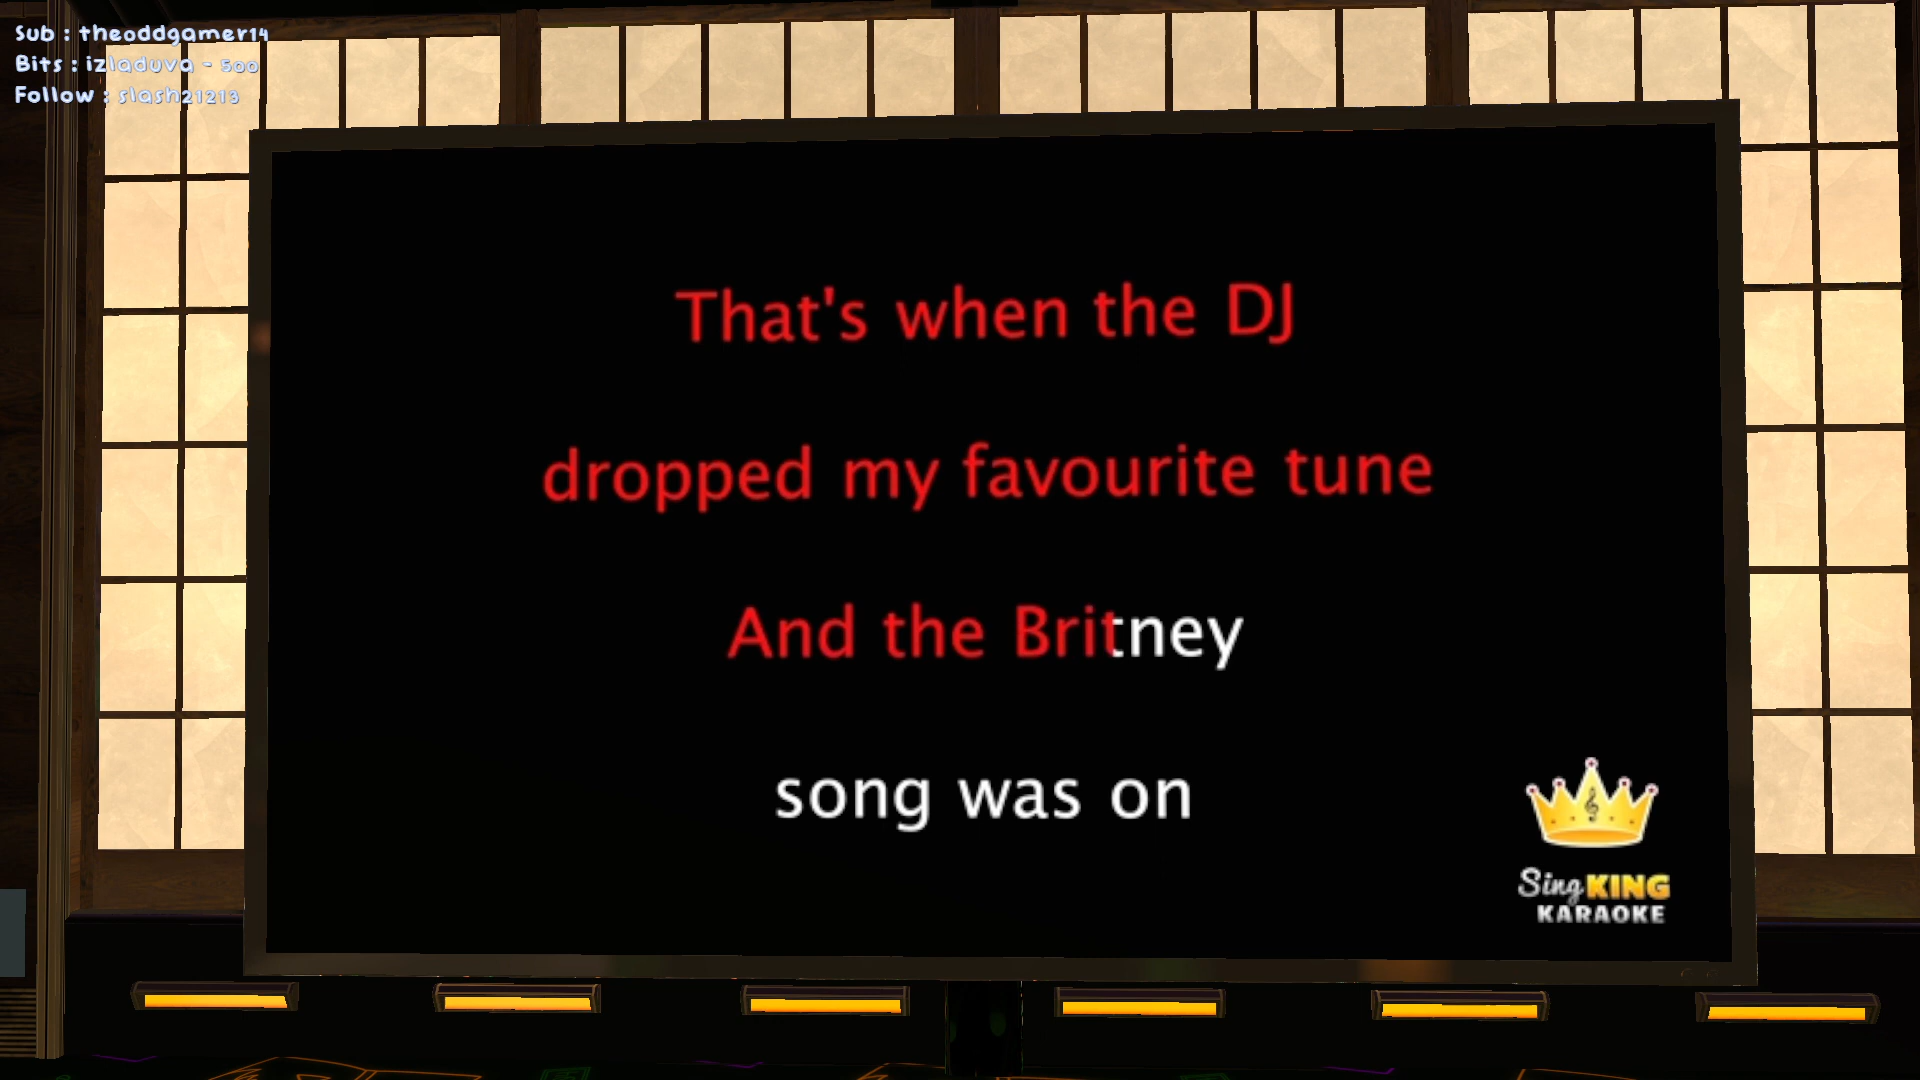 Sub : theoddgamer14
Bits : izladuva - 500
Follow : slash21213
That's when the DJ
dropped my favourite tune
And the Britney
song was on
Sing KING
KARAOKE